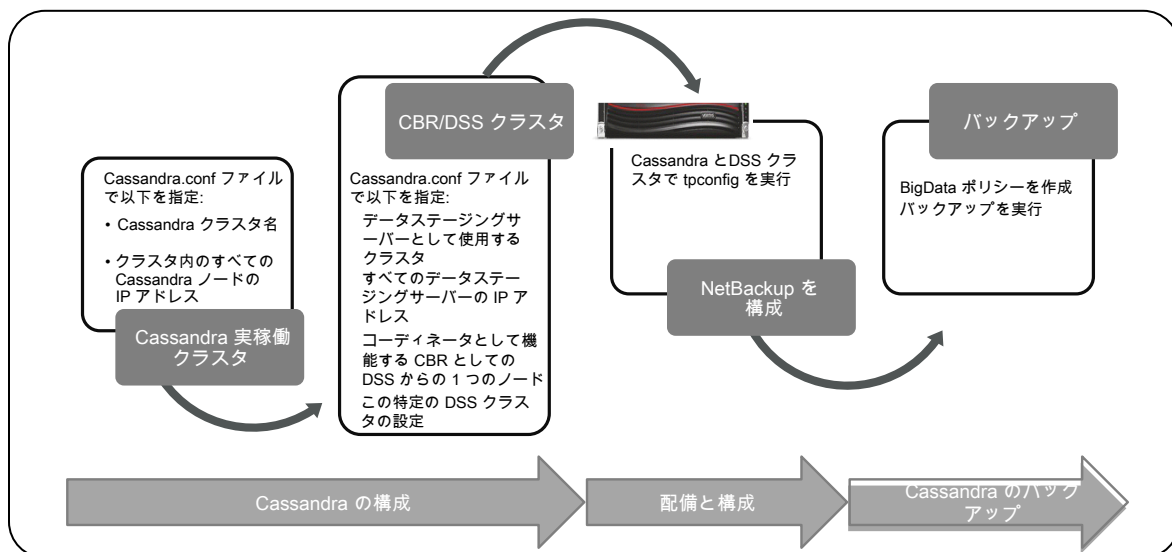 Cassandra.conf ファイル
で以下を指定:
• Cassandra クラスタ名
• クラスタ内のすべての
Cassandra ノードの
IP アドレス
Cassandra 実稼働
クラスタ
CBR/DSS クラスタ
Cassandra.conf ファイル
で以下を指定:
データステージングサ
ーバーとして使用する
クラスタ
すべてのデータステー
ジングサーバーの IP ア
ドレス
コーディネータとして機
能する CBR としての
DSS からの 1 つのノード
この特定の DSS クラス
タの設定
Cassandra とDSS クラ
スタで tpconfig を実行
NetBackup を
構成
バックアップ
BigData ポリシーを作成
バックアップを実行
Cassandra の構成
配備と構成
Cassandra のバック
アップ